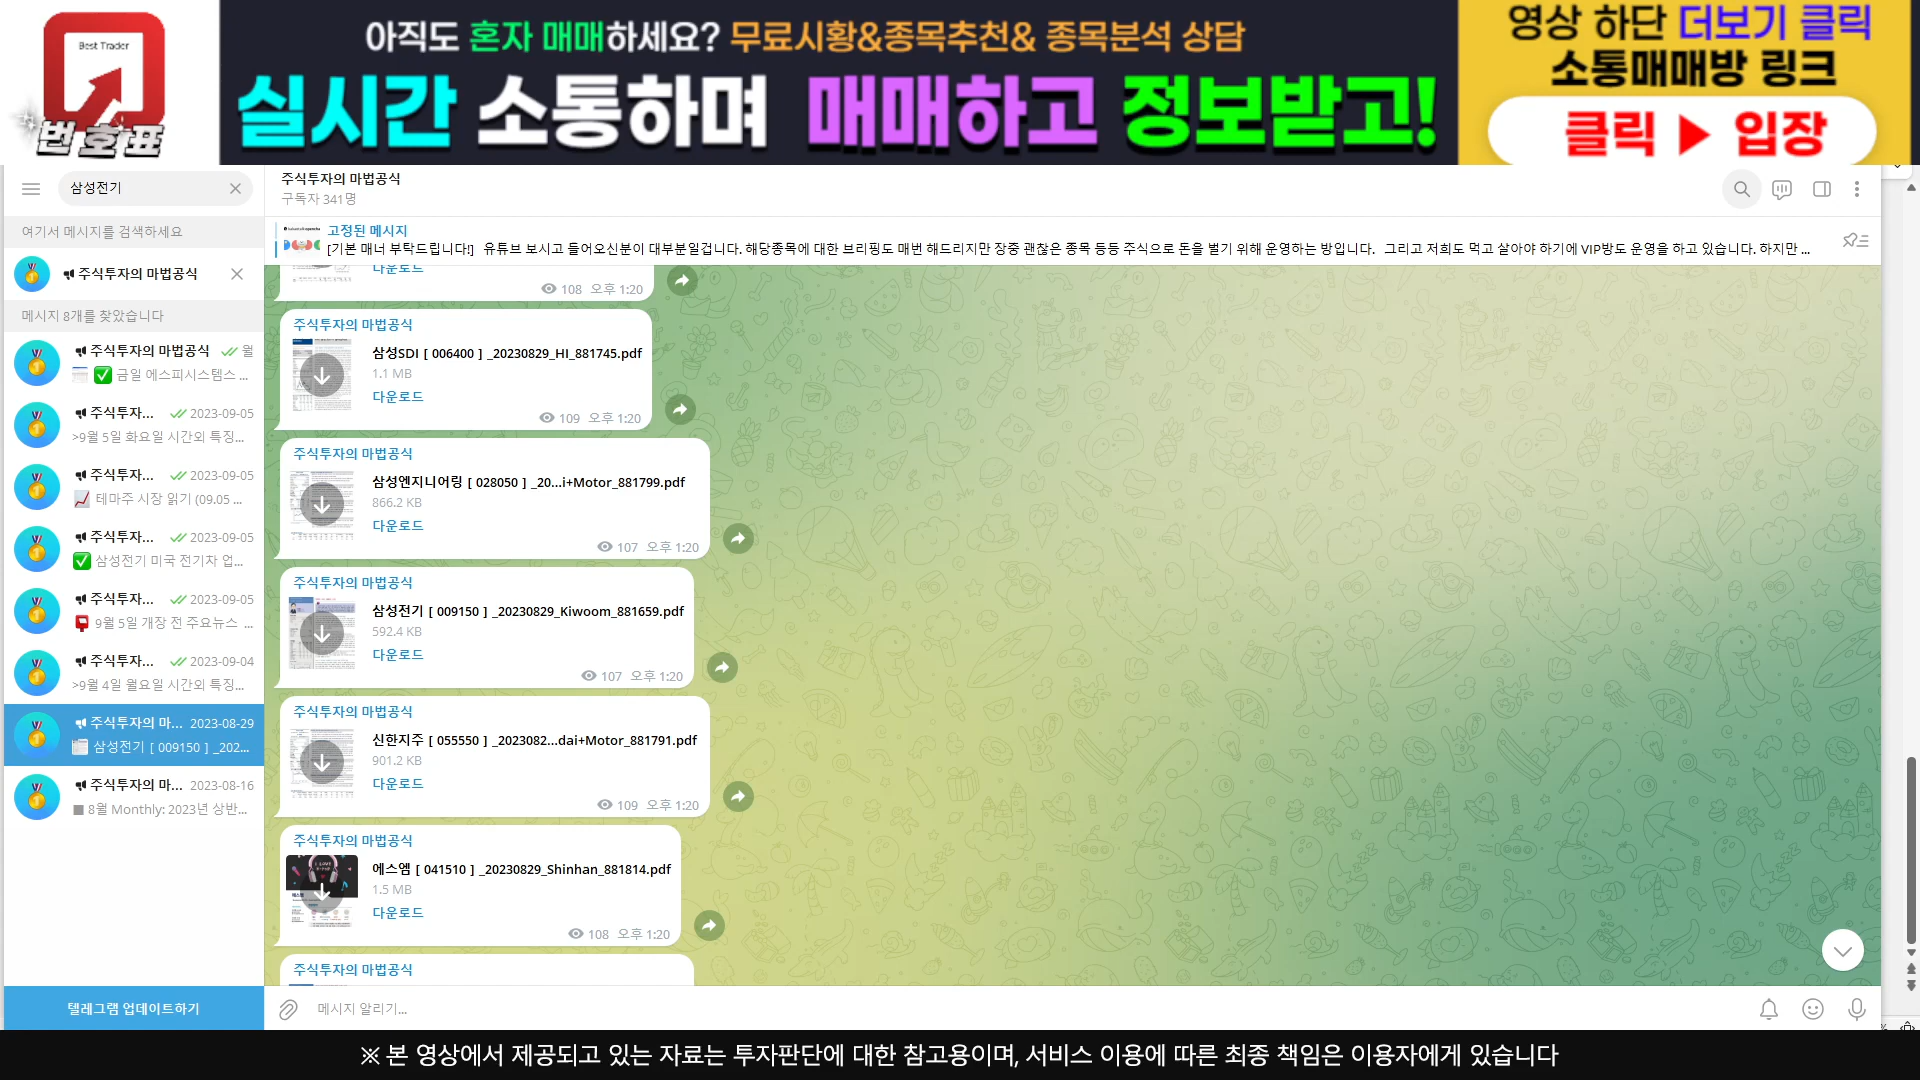 Best Trader
번호표
아직도 혼자 매매하세요? 무료시황&종목추천& 종목분석 상담
실시간 소통하며 매매하고 정보받고!
영상 하단 더보기 클릭
소통매매방 링크
클릭 ▶ 입장
삼성전기
여기서 메시지를 검색하세요
주식투자의 마법공식
메시지 8개를 찾았습니다
주식투자의 마법공식 월
✅ 금일 에스피시스템스 ...
주식투자... 2023-09-05
>9월 5일 화요일 시간외 특징...
주식투자... 2023-09-05
테마주 시장 읽기 (09.05 ...
주식투자... 2023-09-05
✅ 삼성전기 미국 전기차 업...
주식투자... 2023-09-05
9월 5일 개장 전 주요뉴스 ...
주식투자... 2023-09-04
>9월 4일 월요일 시간외 특징...
주식투자의 마... 2023-08-29
삼성전기 [ 009150 ] _202...
주식투자의 마... 2023-08-16
■ 8월 Monthly: 2023년 상반...
텔레그램 업데이트하기
주식투자의 마법공식
구독자 341명
고정된 메시지
[기본 매너 부탁드립니다!] 유튜브 보시고 들어오신분이 대부분일겁니다. 해당종목에 대한 브리핑도 매번 해드리지만 장중 괜찮은 종목 등등 주식으로 돈을 벌기 위해 운영하는 방입니다. 그리고 저희도 먹고 살아야 하기에 VIP방도 운영을 하고 있습니다. 하지만 ...
다운로드
108 오후 1:20
주식투자의 마법공식
삼성SDI [ 006400 ] _20230829_HI_881745.pdf
1.1 MB
다운로드
109 오후 1:20
주식투자의 마법공식
삼성엔지니어링 [ 028050 ] _20...i+Motor_881799.pdf
866.2 KB
다운로드
107 오후 1:20
주식투자의 마법공식
삼성전기 [ 009150 ] _20230829_Kiwoom_881659.pdf
592.4 KB
다운로드
107 오후 1:20
주식투자의 마법공식
신한지주 [ 055550 ] _2023082...dai+Motor_881791.pdf
901.2 KB
다운로드
109 오후 1:20
주식투자의 마법공식
에스엠 [ 041510 ] _20230829_Shinhan_881814.pdf
1.5 MB
다운로드
108 오후 1:20
주식투자의 마법공식
메시지 알리기...
※ 본 영상에서 제공되고 있는 자료는 투자판단에 대한 참고용이며, 서비스 이용에 따른 최종 책임은 이용자에게 있습니다